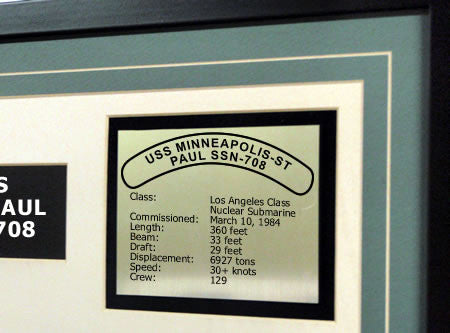 S
PAUL
708
USS MINNEAPOLIS-ST
PAUL SSN-708
Class: Los Angeles Class
Nuclear Submarine
Commissioned: March 10, 1984
Length: 360 feet
Beam: 33 feet
Draft: 29 feet
Displacement: 6927 tons
Speed: 30+ knots
Crew: 129